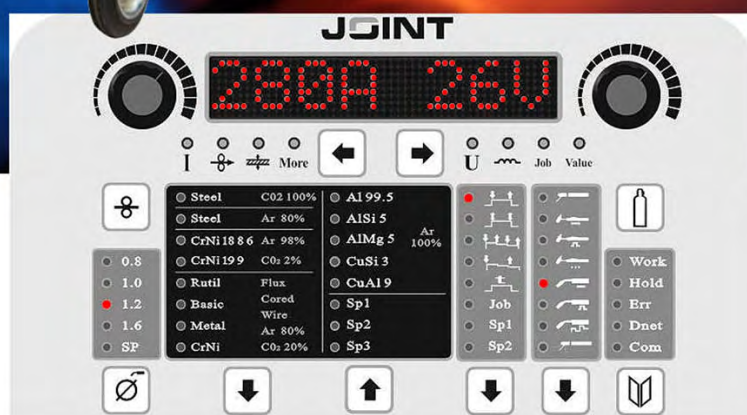 JOINT
280A 26V
I
More
U
Job
Value
Steel CO2 100%
Steel Ar 80%
CrNi 18 8 6 Ar 98%
CrNi 19 9 C0₂ 2%
Rutil Flux
Basic Cored
Wire
Metal Ar 80%
CrNi C0₂ 20%
Al 99.5
AlSi 5
AlMg 5
Ar
100%
CuSi 3
CuAl 9
Sp1
Sp2
Sp3
0.8
1.0
1.2
1.6
SP
Job
Sp1
Sp2
Work
Hold
Err
Dnet
Com